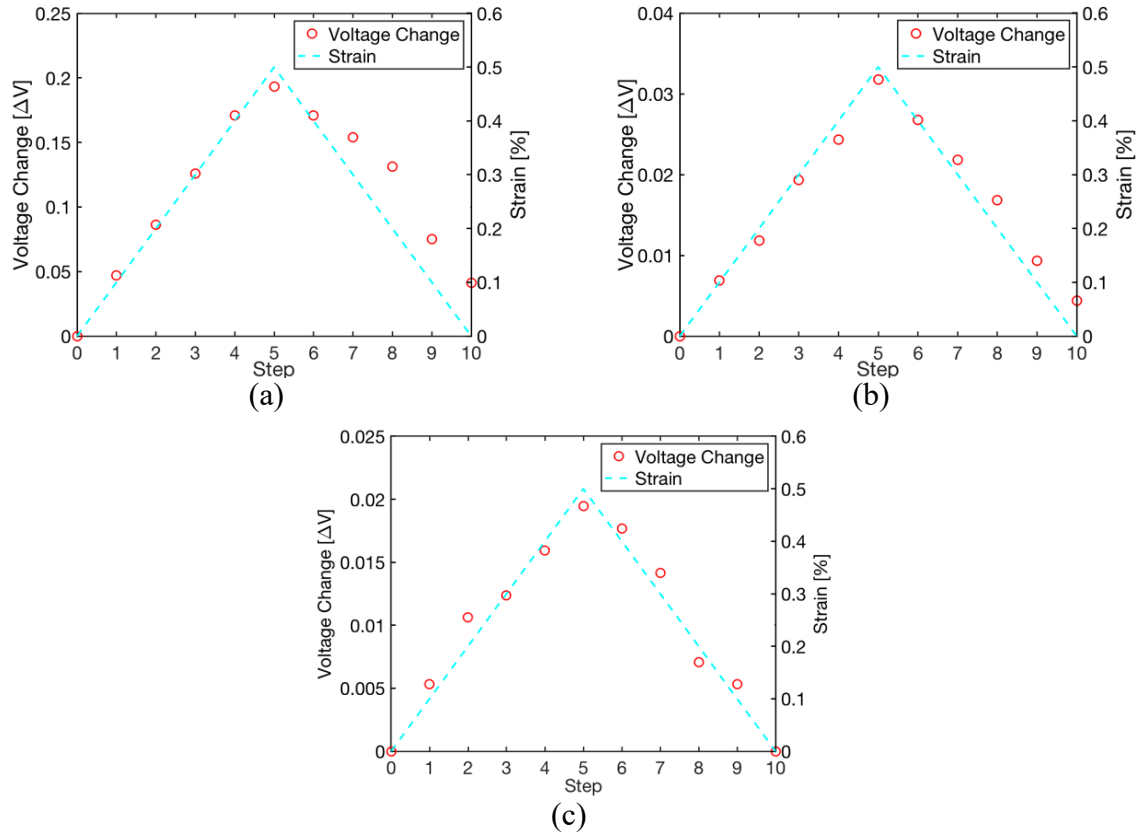 Voltage Change [ΔV]
0.25
0.2
0.15
0.1
0.05
0
Voltage Change
Strain
0.6
0.5
0.4
0.3
0.2
0.1
0
Strain [%]
0 1 2 3 4 5 6 7 8 9 10
Step
(a)
Voltage Change [ΔV]
0.04
0.03
0.02
0.01
0
Voltage Change
Strain
0.6
0.5
0.4
0.3
0.2
0.1
0
Strain [%]
0 1 2 3 4 5 6 7 8 9 10
Step
(b)
Voltage Change [ΔV]
0.025
0.02
0.015
0.01
0.005
0
Voltage Change
Strain
0.6
0.5
0.4
0.3
0.2
0.1
0
Strain [%]
0 1 2 3 4 5 6 7 8 9 10
Step
(c)